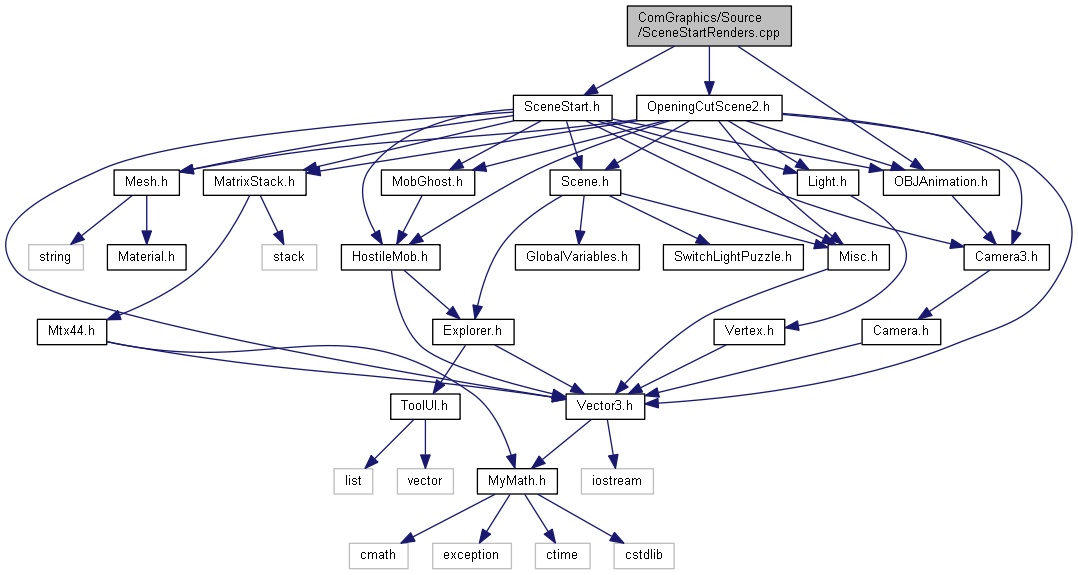 ComGraphics/Source
/SceneStartRenders.cpp
SceneStart.h
OpeningCutScene2.h
Mesh.h
MatrixStack.h
MobGhost.h
Scene.h
Light.h
OBJAnimation.h
string
Material.h
stack
HostileMob.h
GlobalVariables.h
SwitchLightPuzzle.h
Misc.h
Camera3.h
Mtx44.h
Explorer.h
Vertex.h
Camera.h
ToolUI.h
Vector3.h
list
vector
MyMath.h
iostream
cmath
exception
ctime
cstdlib